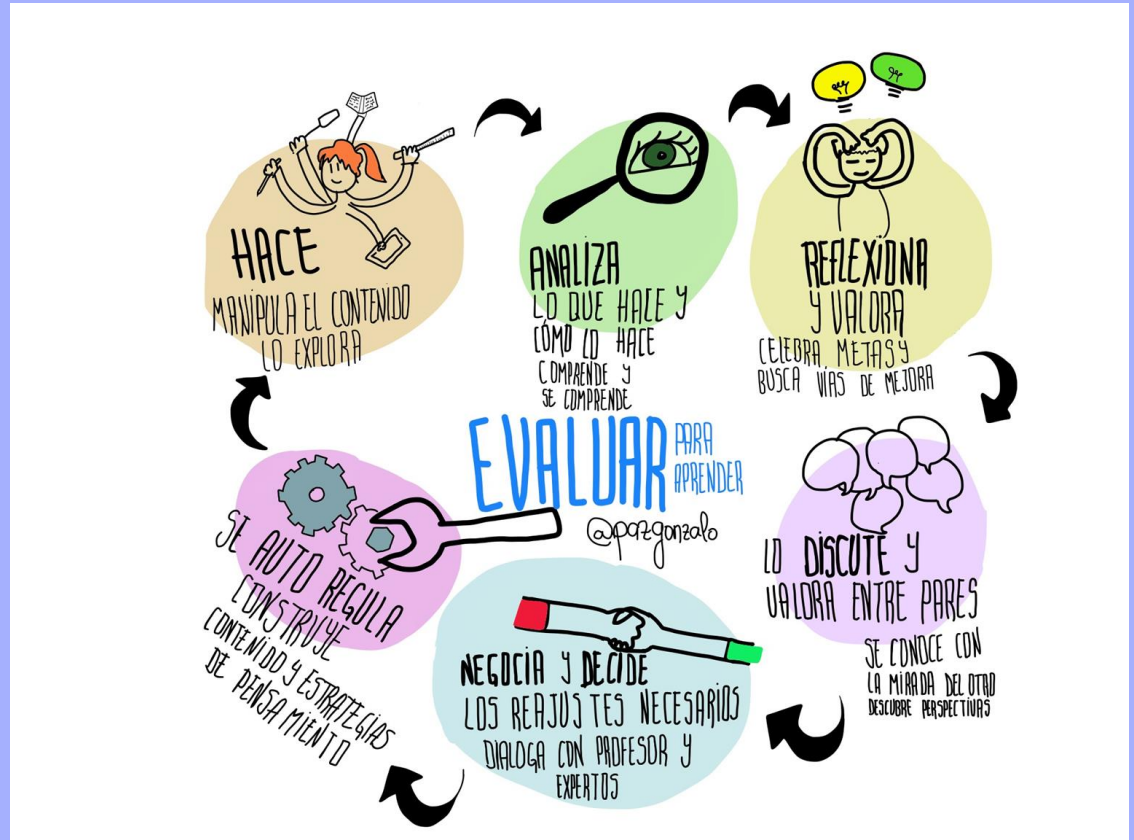 HACE
MANIPULA EL CONTENIDO
LO EXPLORA
ANALIZA
LO QUE HACE Y
CÓMO LO HACE
COMPRENDE Y
SE COMPRENDE
REFLEXIONA
Y VALORA
CELEBRA METAS Y
BUSCA VÍAS DE MEJORA
LO DISCUTE Y
VALORA ENTRE PARES
SE CONOCE CON
LA MIRADA DEL OTRO
DESCUBRE PERSPECTIVAS
NEGOCIA Y DECIDE
LOS REAJUSTES NECESARIOS
DIALOGA CON PROFESOR Y
EXPERTOS
SE AUTO REGULA
CONSTRUYE
CONTENIDO Y ESTRATEGIAS
DE PENSAMIENTO
EVALUAR PARA
APRENDER
@pazgonzalo